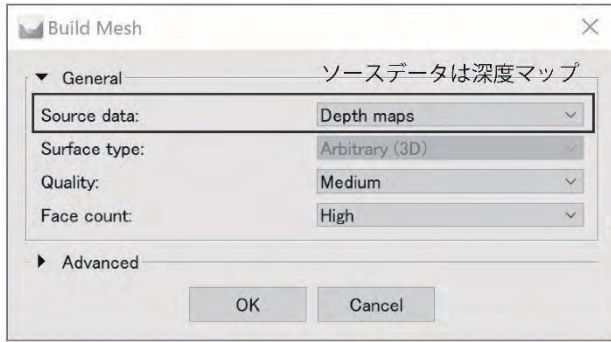 Build Mesh
General
ソースデータは深度マップ
Source data: Depth maps
Surface type: Arbitrary (3D)
Quality: Medium
Face count: High
Advanced
OK Cancel